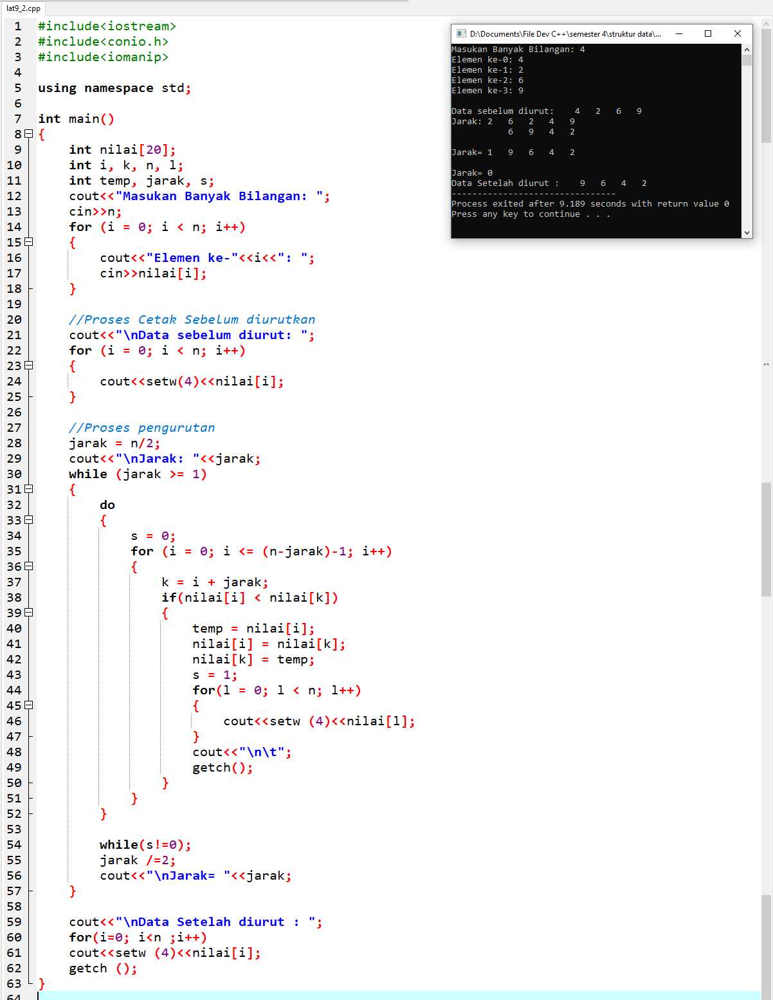 lat9_2.cpp
1 #include<iostream>
2 #include<conio.h>
3 #include<iomanip>
4
5 using namespace std;
6
7 int main()
8 {
9 int nilai[20];
10 int i, k, n, l;
11 int temp, jarak, s;
12 cout<<"Masukan Banyak Bilangan: ";
13 cin>>n;
14 for (i = 0; i < n; i++)
15 {
16 cout<<"Elemen ke-"<<i<<": ";
17 cin>>nilai[i];
18 }
19
20 //Proses Cetak Sebelum diurutkan
21 cout<<"\nData sebelum diurut: ";
22 for (i = 0; i < n; i++)
23 {
24 cout<<setw(4)<<nilai[i];
25 }
26
27 //Proses pengurutan
28 jarak = n/2;
29 cout<<"\nJarak: "<<jarak;
30 while (jarak >= 1)
31 {
32 do
33 {
34 s = 0;
35 for (i = 0; i <= (n-jarak)-1; i++)
36 {
37 k = i + jarak;
38 if(nilai[i] < nilai[k])
39 {
40 temp = nilai[i];
41 nilai[i] = nilai[k];
42 nilai[k] = temp;
43 s = 1;
44 for(l = 0; l < n; l++)
45 {
46 cout<<setw (4)<<nilai[l];
47 }
48 cout<<"\n\t";
49 getch();
50 }
51 }
52 }
53
54 while(s!=0);
55 jarak /=2;
56 cout<<"\nJarak= "<<jarak;
57 }
58
59 cout<<"\nData Setelah diurut : ";
60 for(i=0; i<n ;i++)
61 cout<<setw (4)<<nilai[i];
62 getch ();
63 }
64
D:\Documents\File Dev C++\semester 4\struktur data\...
Masukan Banyak Bilangan: 4
Elemen ke-0: 4
Elemen ke-1: 2
Elemen ke-2: 6
Elemen ke-3: 9
Data sebelum diurut: 4 2 6 9
Jarak: 2 6 2 4 9
6 9 4 2
Jarak= 1 9 6 4 2
Jarak= 0
Data Setelah diurut : 9 6 4 2
--------------------------------
Process exited after 9.189 seconds with return value 0
Press any key to continue . . .